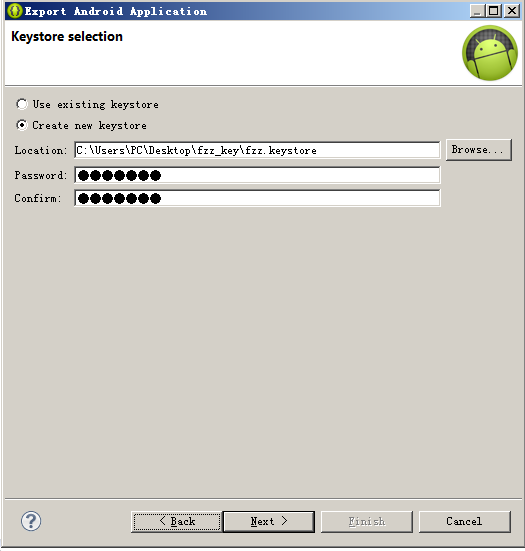 Export Android Application
Keystore selection
Use existing keystore
Create new keystore
Location: C:\Users\PC\Desktop\fzz_key\fzz.keystore Browse...
Password: ●●●●●●●
Confirm: ●●●●●●●
? < Back Next > Finish Cancel